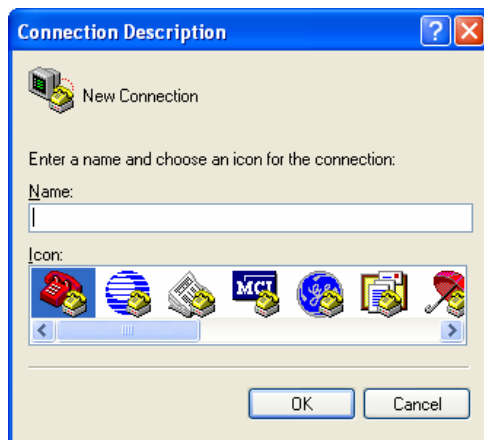 Connection Description
New Connection
Enter a name and choose an icon for the connection:
Name:
Icon:
MCI
OK Cancel